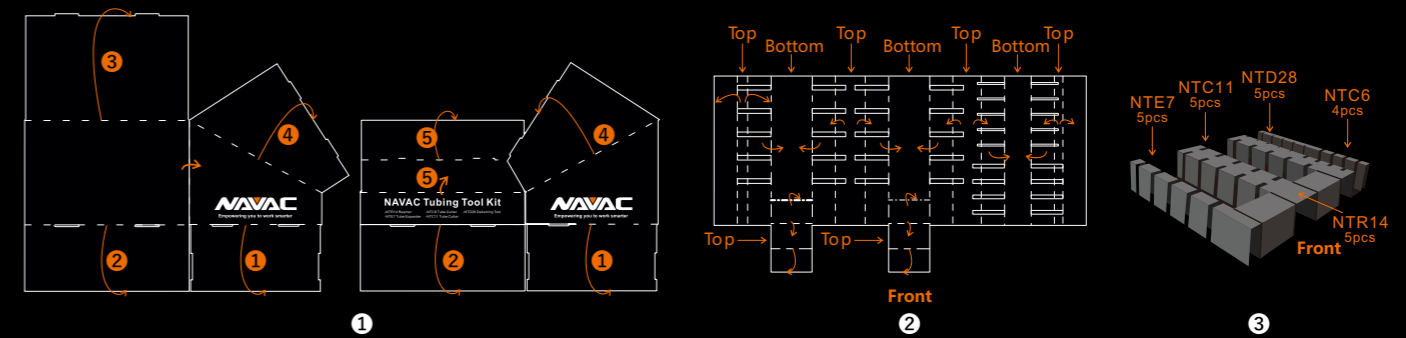 3
4
NAVAC
Empowering you to work smarter
2
1
5
5
NAVAC Tubing Tool Kit
4
NAVAC
Empowering you to work smarter
2
1
1
Top
Bottom
Top
Bottom
Top
Bottom
Top
Top
Top
Front
2
NTE7
5pcs
NTC11
5pcs
NTD28
5pcs
NTC6
4pcs
NTR14
5pcs
Front
3